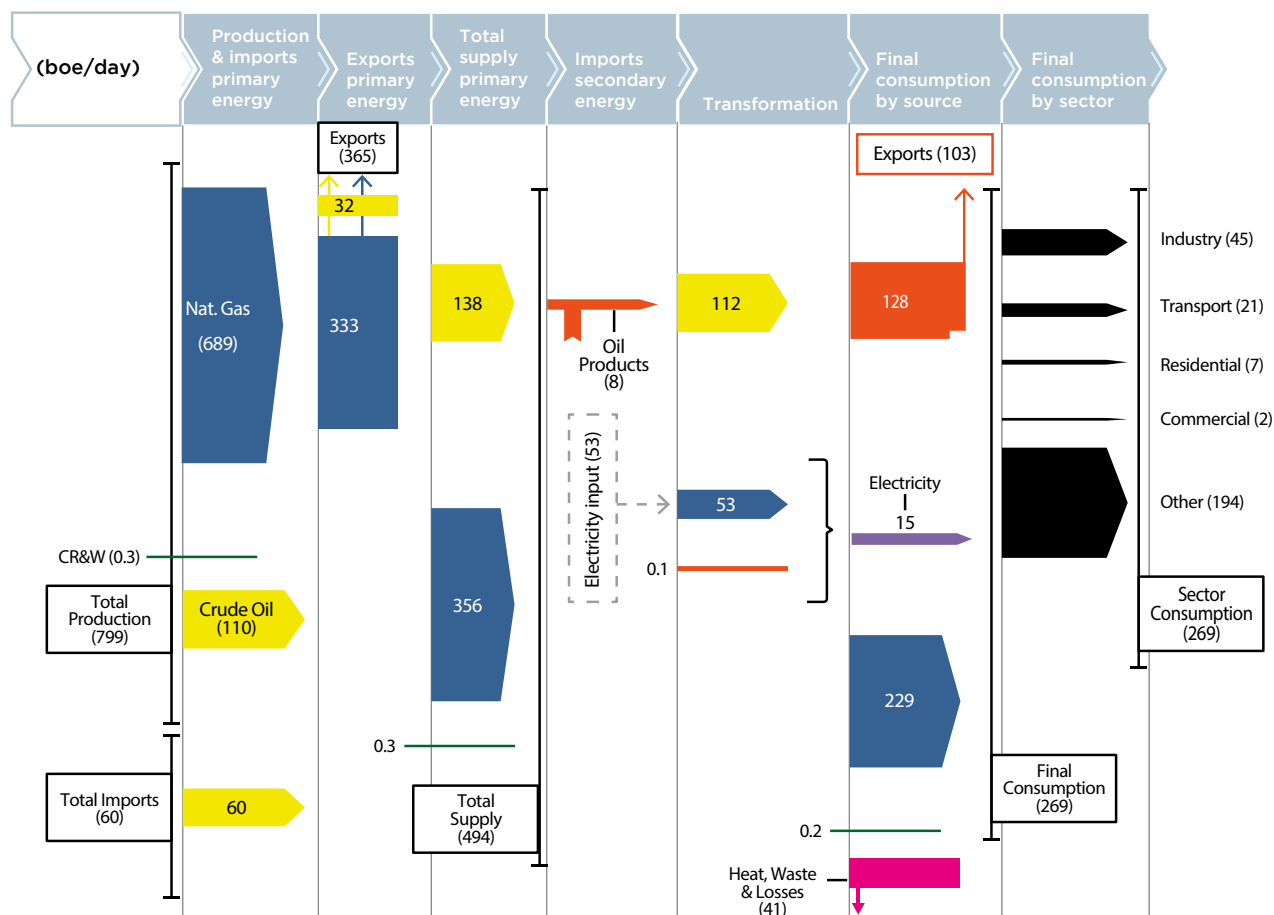 (boe/day)
Production
& imports
primary
energy
Exports
primary
energy
Total
supply
primary
energy
Imports
secondary
energy
Transformation
Final
consumption
by source
Final
consumption
by sector
Exports
(365)
Exports (103)
32
Nat. Gas
(689)
333
138
Oil
Products
(8)
112
128
Industry (45)
Transport (21)
Residential (7)
Commercial (2)
Other (194)
Electricity input (53)
53
0.1
Electricity
15
CR&W (0.3)
Total
Production
(799)
Crude Oil
(110)
356
Sector
Consumption
(269)
229
0.3
Total Imports
(60)
60
Total
Supply
(494)
Final
Consumption
(269)
0.2
Heat, Waste
& Losses
(41)